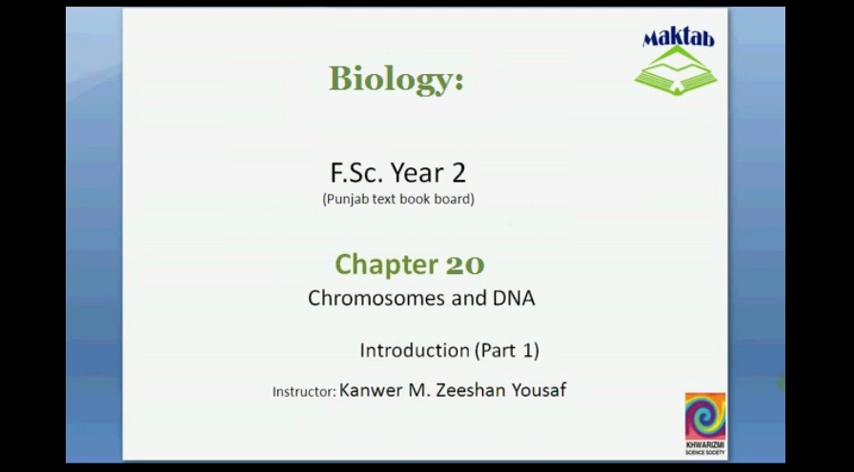 Maktab
Biology:
F.Sc. Year 2
(Punjab text book board)
Chapter 20
Chromosomes and DNA
Introduction (Part 1)
Instructor: Kanwer M. Zeeshan Yousaf
KHWARIZMI
SCIENCE SOCIETY